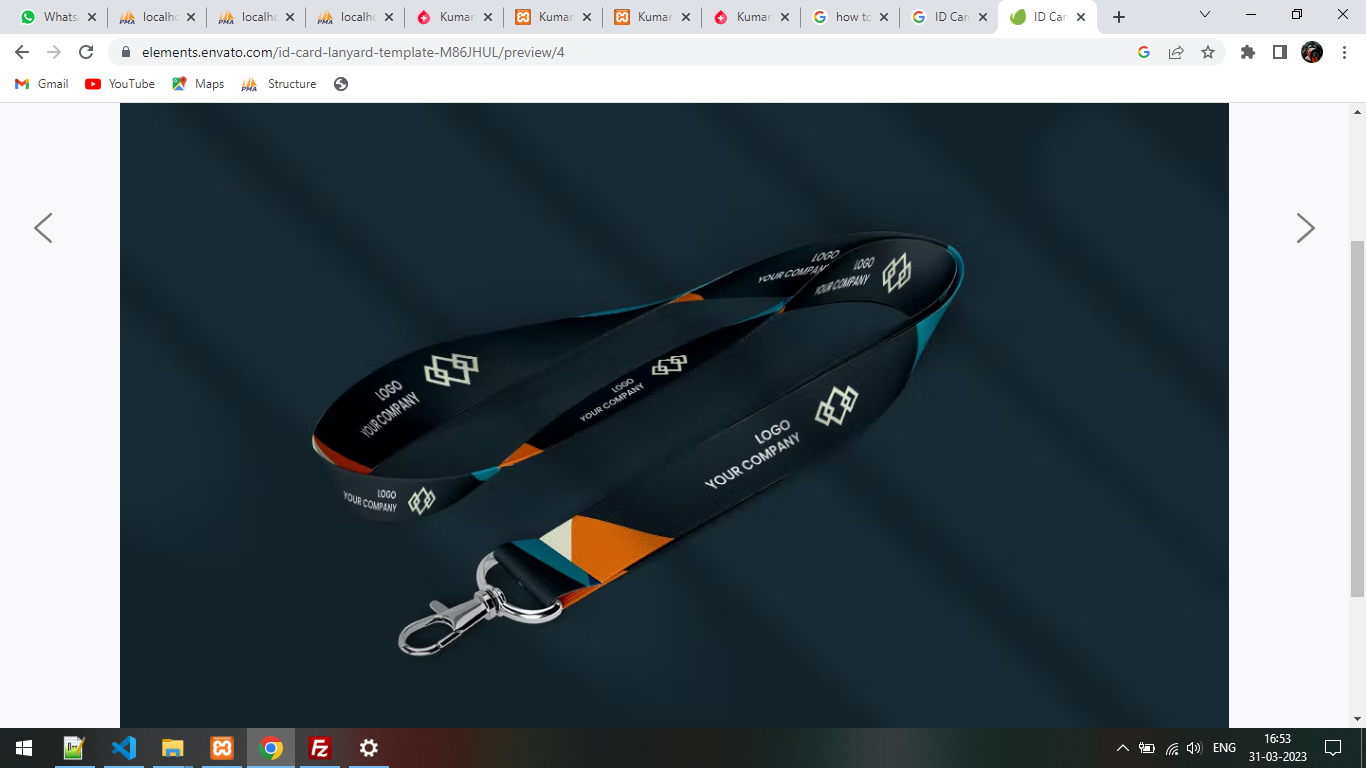 Whats
localho
localho
localho
Kumar
Kumar
Kumar
Kumar
how to
ID Car
ID Car
elements.envato.com/id-card-lanyard-template-M86JHUL/preview/4
Gmail
YouTube
Maps
PMA
Structure
LOGO
YOUR COMPANY
LOGO
YOUR COMPANY
LOGO
YOUR COMPANY
LOGO
YOUR COMPANY
LOGO
YOUR COMPANY
LOGO
YOUR COMPANY
ENG
16:53
31-03-2023